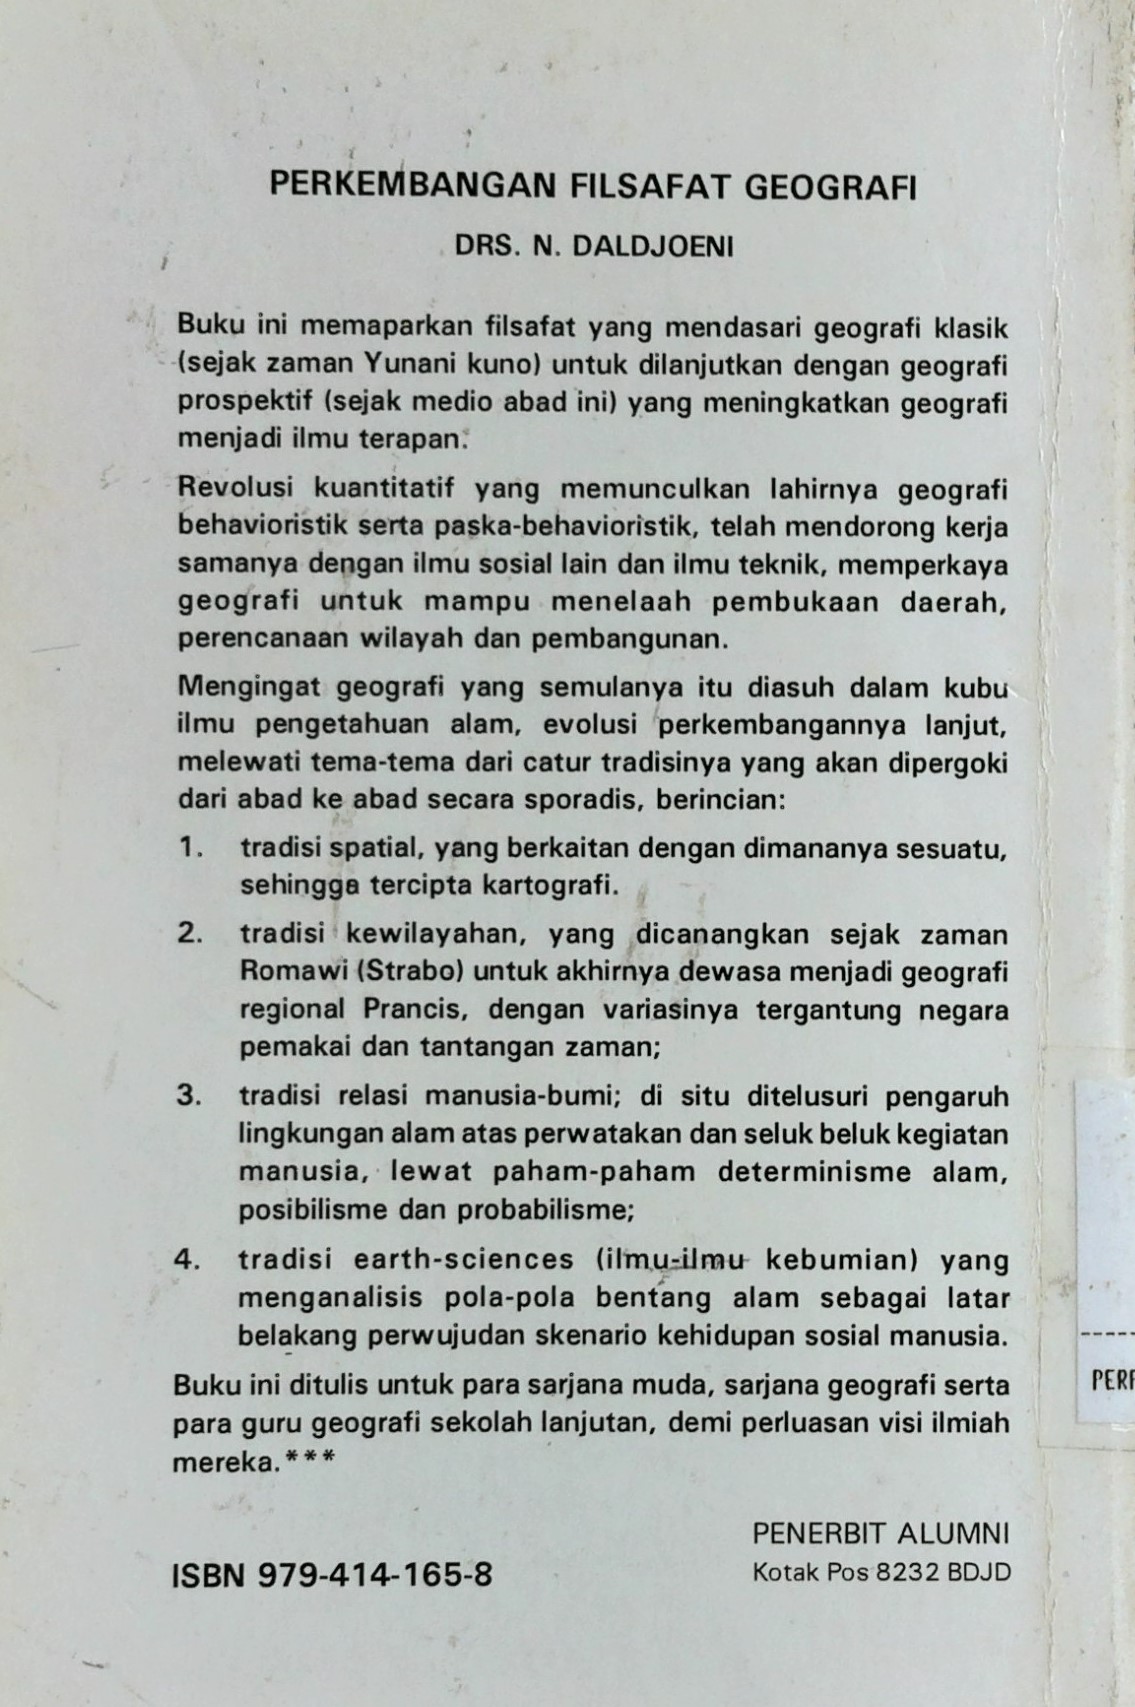 PERKEMBANGAN FILSAFAT GEOGRAFI
DRS. N. DALDJOENI
Buku ini memaparkan filsafat yang mendasari geografi klasik
(sejak zaman Yunani kuno) untuk dilanjutkan dengan geografi
prospektif (sejak medio abad ini) yang meningkatkan geografi
menjadi ilmu terapan.
Revolusi kuantitatif yang memunculkan lahirnya geografi
behavioristik serta paska-behavioristik, telah mendorong kerja
samanya dengan ilmu sosial lain dan ilmu teknik, memperkaya
geografi untuk mampu menelaah pembukaan daerah,
perencanaan wilayah dan pembangunan.
Mengingat geografi yang semulanya itu diasuh dalam kubu
ilmu pengetahuan alam, evolusi perkembangannya lanjut,
melewati tema-tema dari catur tradisinya yang akan dipergoki
dari abad ke abad secara sporadis, berincian:
1. tradisi spatial, yang berkaitan dengan dimananya sesuatu,
sehingga tercipta kartografi.
2. tradisi kewilayahan, yang dicanangkan sejak zaman
Romawi (Strabo) untuk akhirnya dewasa menjadi geografi
regional Prancis, dengan variasinya tergantung negara
pemakai dan tantangan zaman;
3. tradisi relasi manusia-bumi; di situ ditelusuri pengaruh
lingkungan alam atas perwatakan dan seluk beluk kegiatan
manusia, lewat paham-paham determinisme alam,
posibilisme dan probabilisme;
4. tradisi earth-sciences (ilmu-ilmu kebumian) yang
menganalisis pola-pola bentang alam sebagai latar
belakang perwujudan skenario kehidupan sosial manusia.
Buku ini ditulis untuk para sarjana muda, sarjana geografi serta
para guru geografi sekolah lanjutan, demi perluasan visi ilmiah
mereka.***
PENERBIT ALUMNI
ISBN 979-414-165-8
Kotak Pos 8232 BDJD